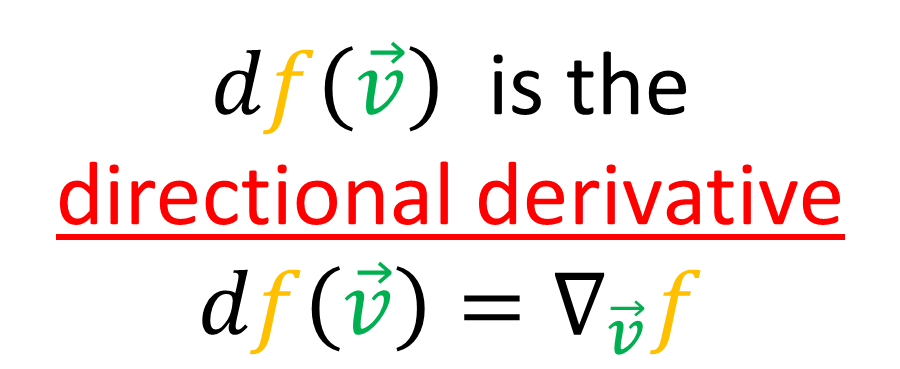 𝑑𝑓(𝑣⃗) is the
directional derivative
𝑑𝑓(𝑣⃗) = ∇𝑣⃗𝑓